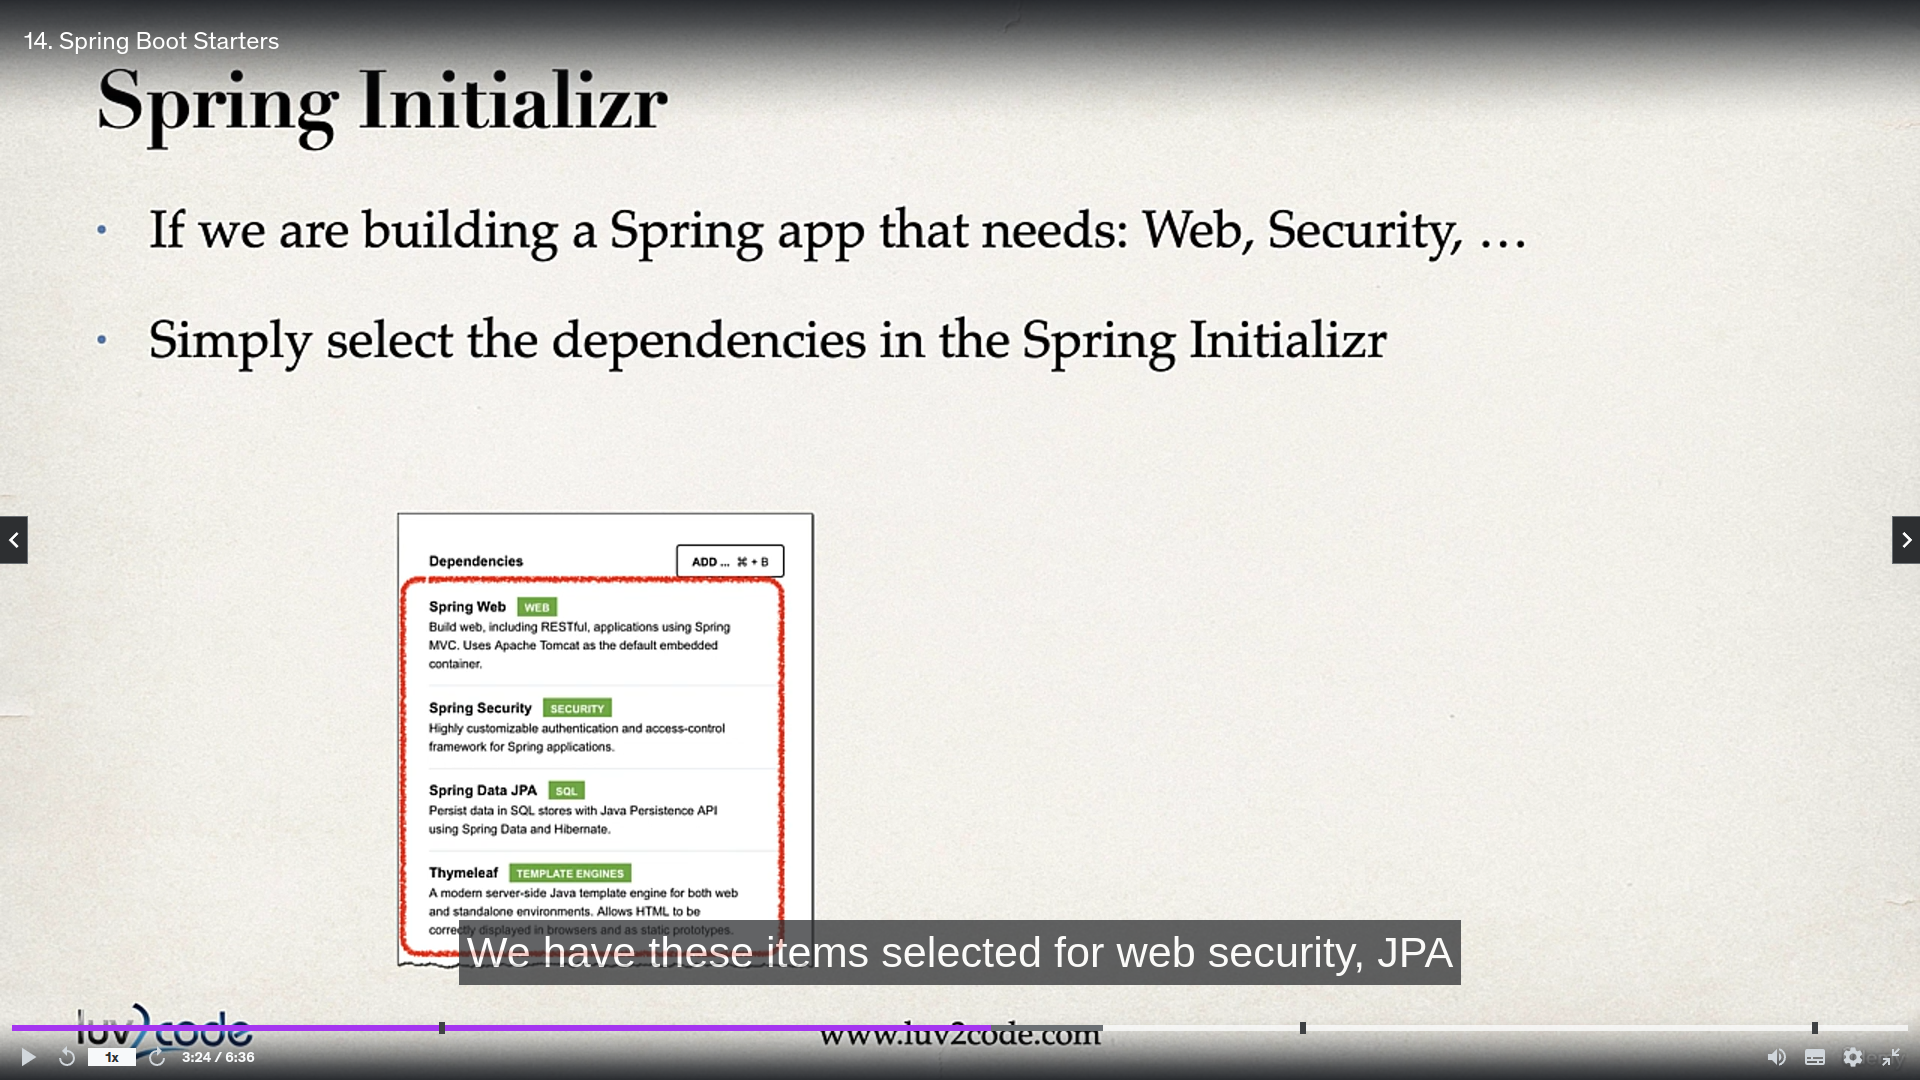 14. Spring Boot Starters
Spring Initializr
• If we are building a Spring app that needs: Web, Security, …
• Simply select the dependencies in the Spring Initializr
Dependencies
ADD ... ⌘ + B
Spring Web WEB
Build web, including RESTful, applications using Spring
MVC. Uses Apache Tomcat as the default embedded
container.
Spring Security SECURITY
Highly customizable authentication and access-control
framework for Spring applications.
Spring Data JPA SQL
Persist data in SQL stores with Java Persistence API
using Spring Data and Hibernate.
Thymeleaf TEMPLATE ENGINES
A modern server-side Java template engine for both web
and standalone environments. Allows HTML to be
correctly displayed in browsers and as static prototypes.
We have these items selected for web security, JPA
luv2code
www.luv2code.com
1x
3:24 / 6:36